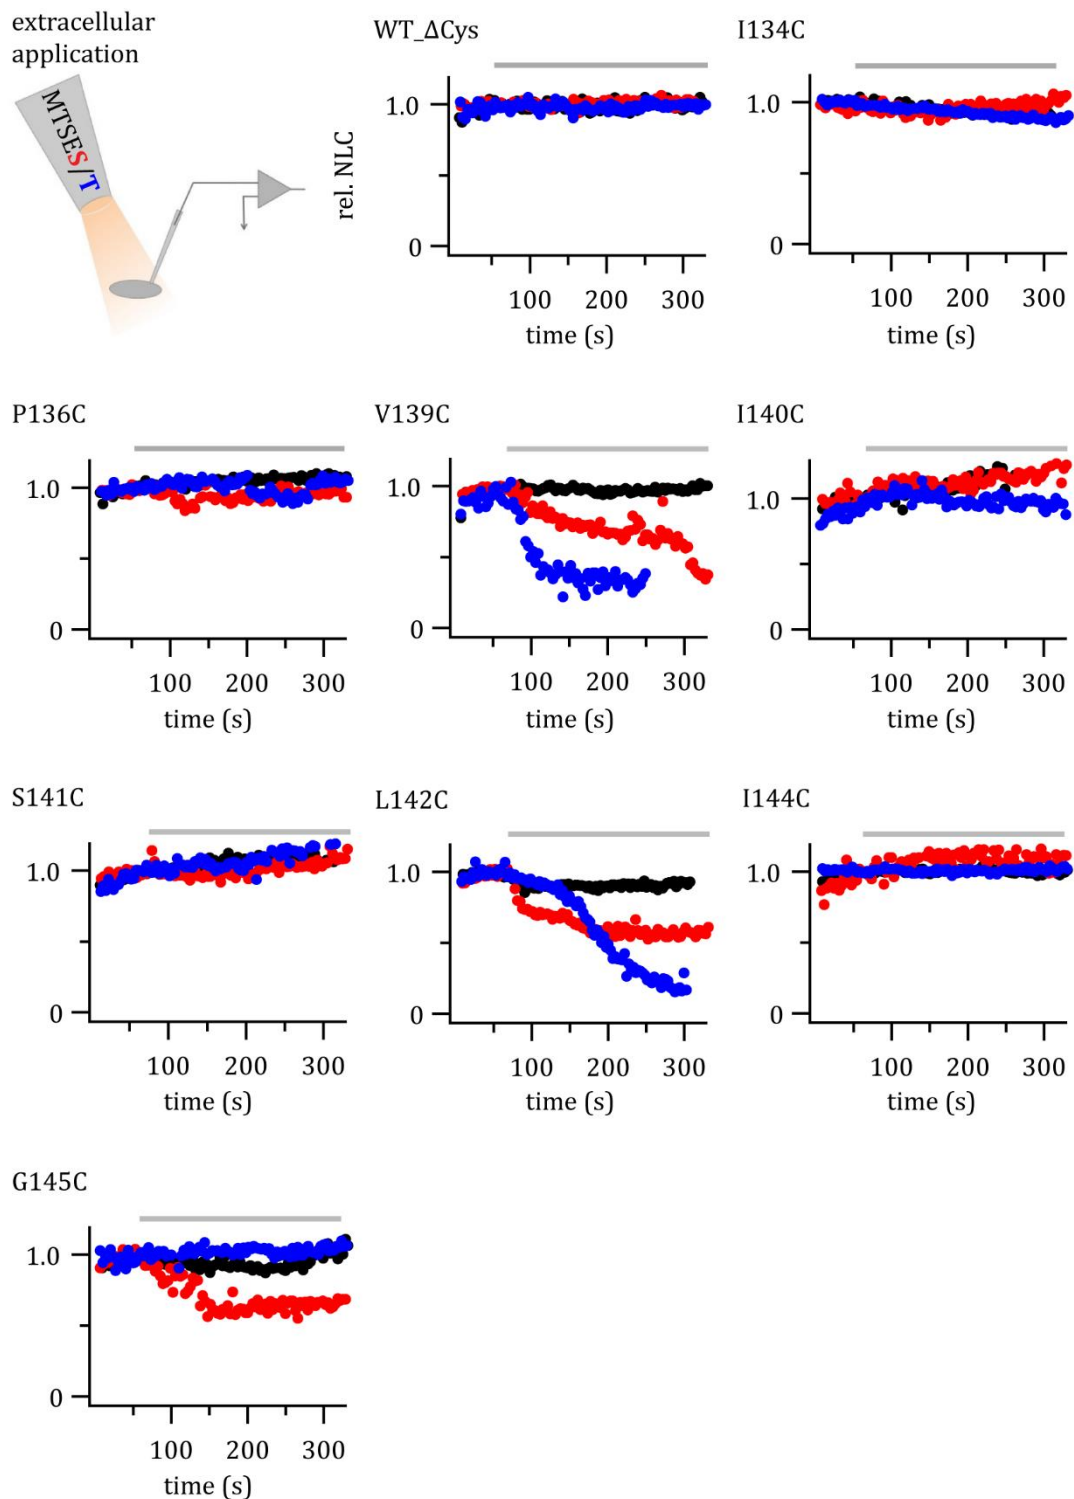 extracellular
application
MTSES/T
WT_ΔCys
rel. NLC
1.0
0
100 200 300
time (s)
I134C
1.0
0
100 200 300
time (s)
P136C
1.0
0
100 200 300
time (s)
V139C
1.0
0
100 200 300
time (s)
I140C
1.0
0
100 200 300
time (s)
S141C
1.0
0
100 200 300
time (s)
L142C
1.0
0
100 200 300
time (s)
I144C
1.0
0
100 200 300
time (s)
G145C
1.0
0
100 200 300
time (s)